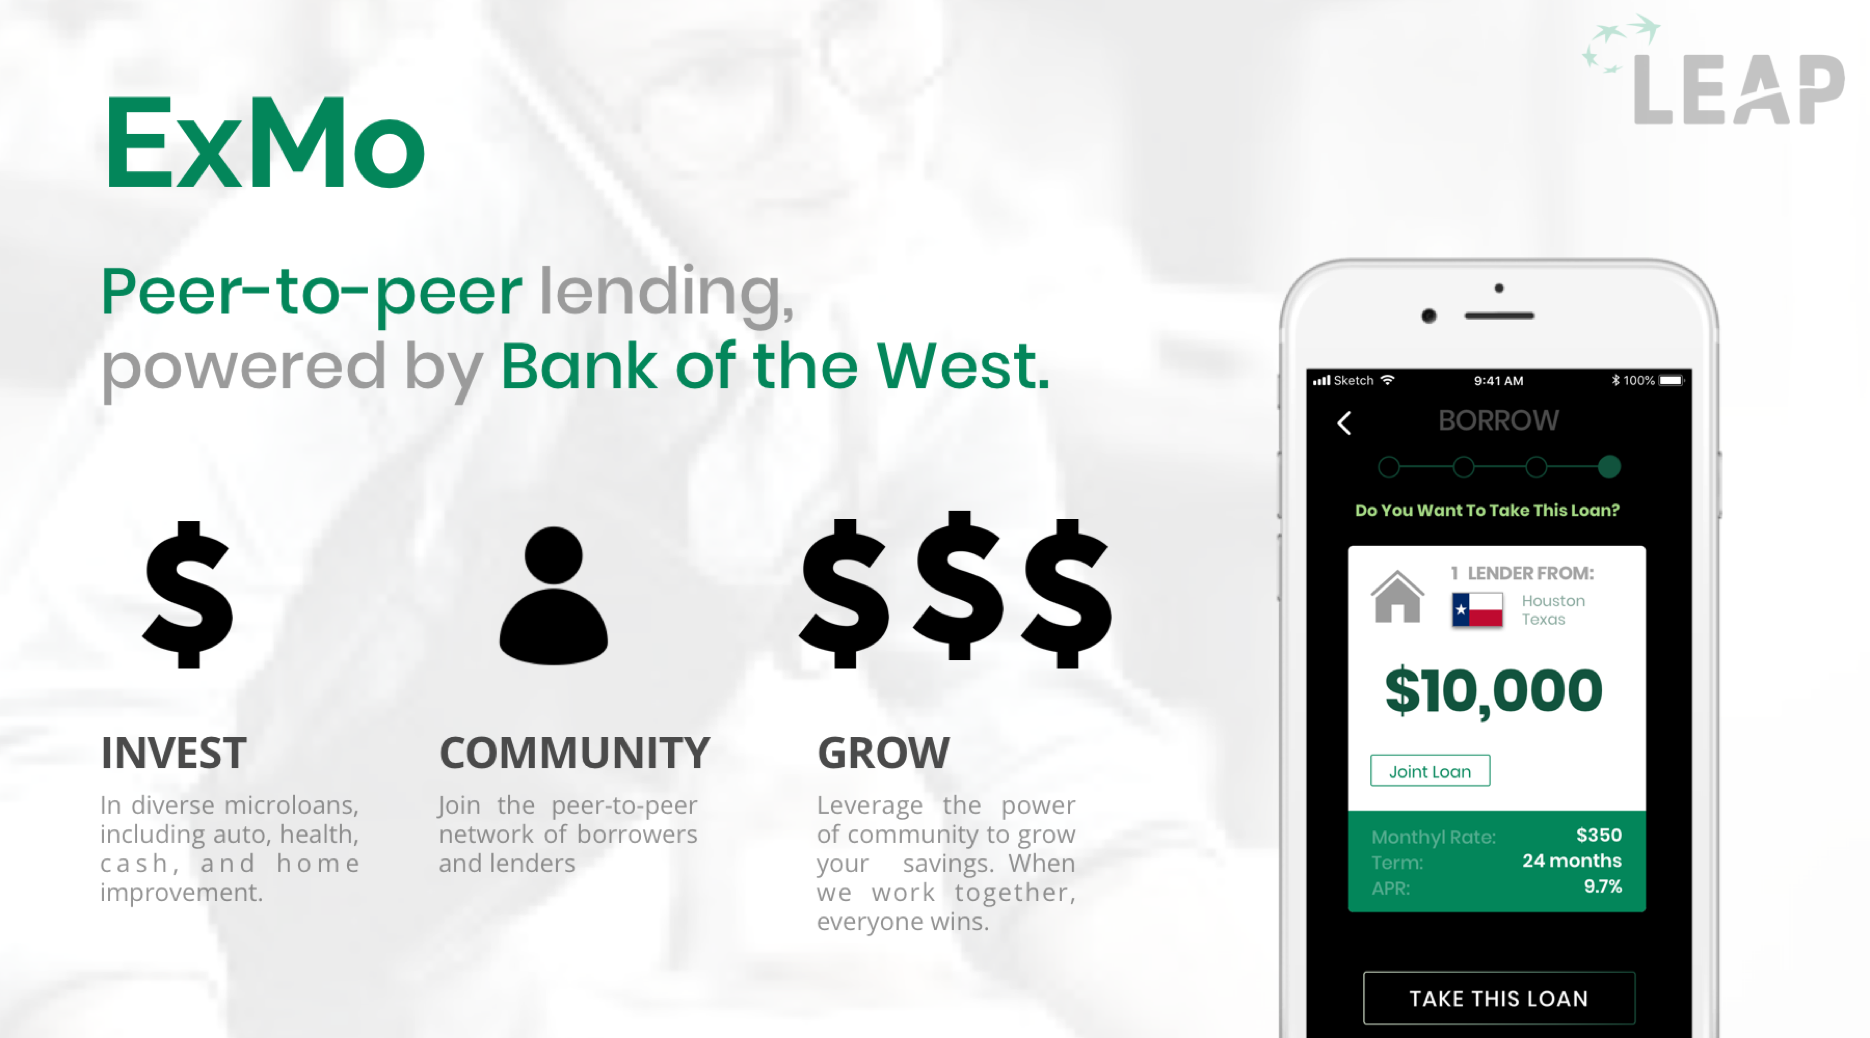 LEAP
ExMo
Peer-to-peer lending,
powered by Bank of the West.
INVEST
In diverse microloans,
including auto, health,
cash, and home
improvement.
COMMUNITY
Join the peer-to-peer
network of borrowers
and lenders
GROW
Leverage the power
of community to grow
your savings. When
we work together,
everyone wins.
Sketch 9:41 AM 100%
BORROW
Do You Want To Take This Loan?
1 LENDER FROM:
Houston
Texas
$10,000
Joint Loan
Monthyl Rate: $350
Term: 24 months
APR: 9.7%
TAKE THIS LOAN